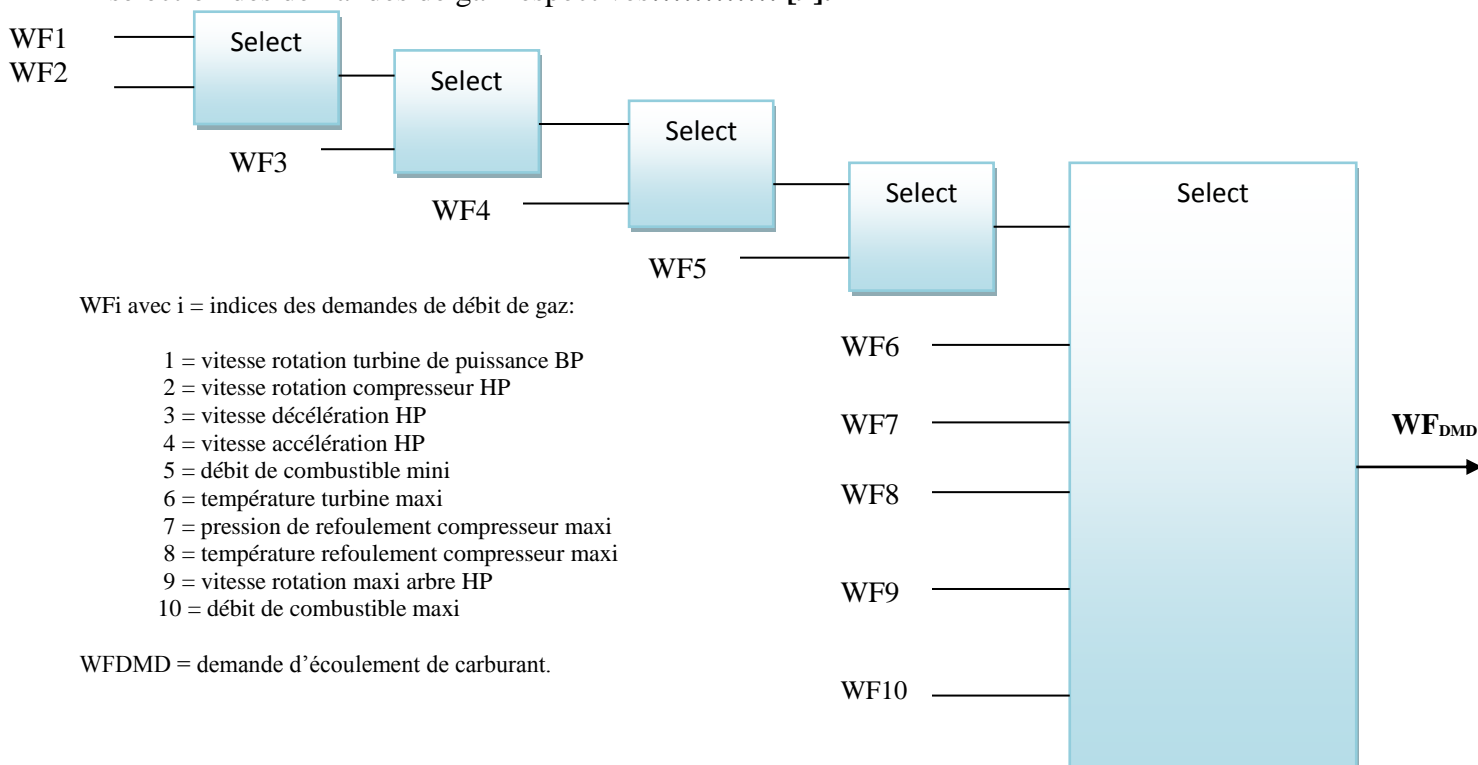 WF1
Select
WF2
Select
Select
WF3
Select
Select
WF4
WF5
WFi avec i = indices des demandes de débit de gaz:
WF6
1 = vitesse rotation turbine de puissance BP
2 = vitesse rotation compresseur HP
3 = vitesse décélération HP
WF7
WFDMD
4 = vitesse accélération HP
5 = débit de combustible mini
6 = température turbine maxi
WF8
7 = pression de refoulement compresseur maxi
8 = température refoulement compresseur maxi
9 = vitesse rotation maxi arbre HP
WF9
10 = débit de combustible maxi
WFDMD = demande d’écoulement de carburant.
WF10